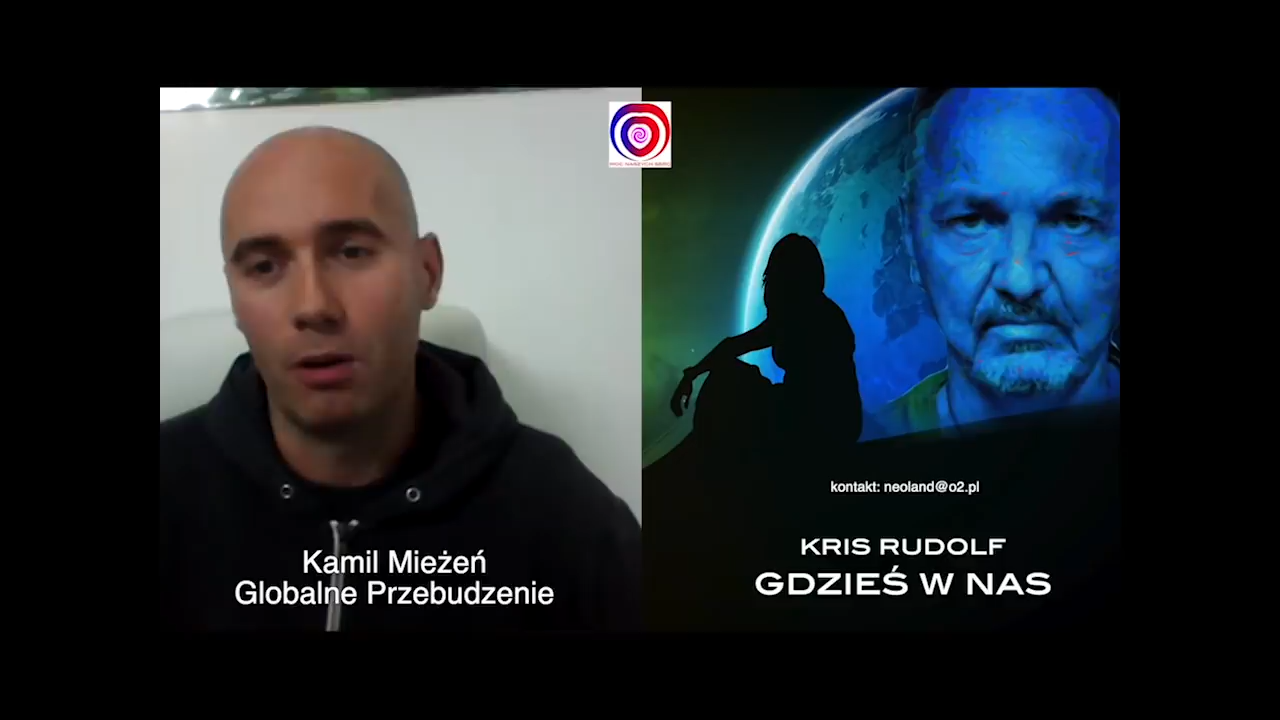 Kamil Mieżeń
Globalne Przebudzenie
kontakt: neoland@o2.pl
KRIS RUDOLF
GDZIEŚ W NAS